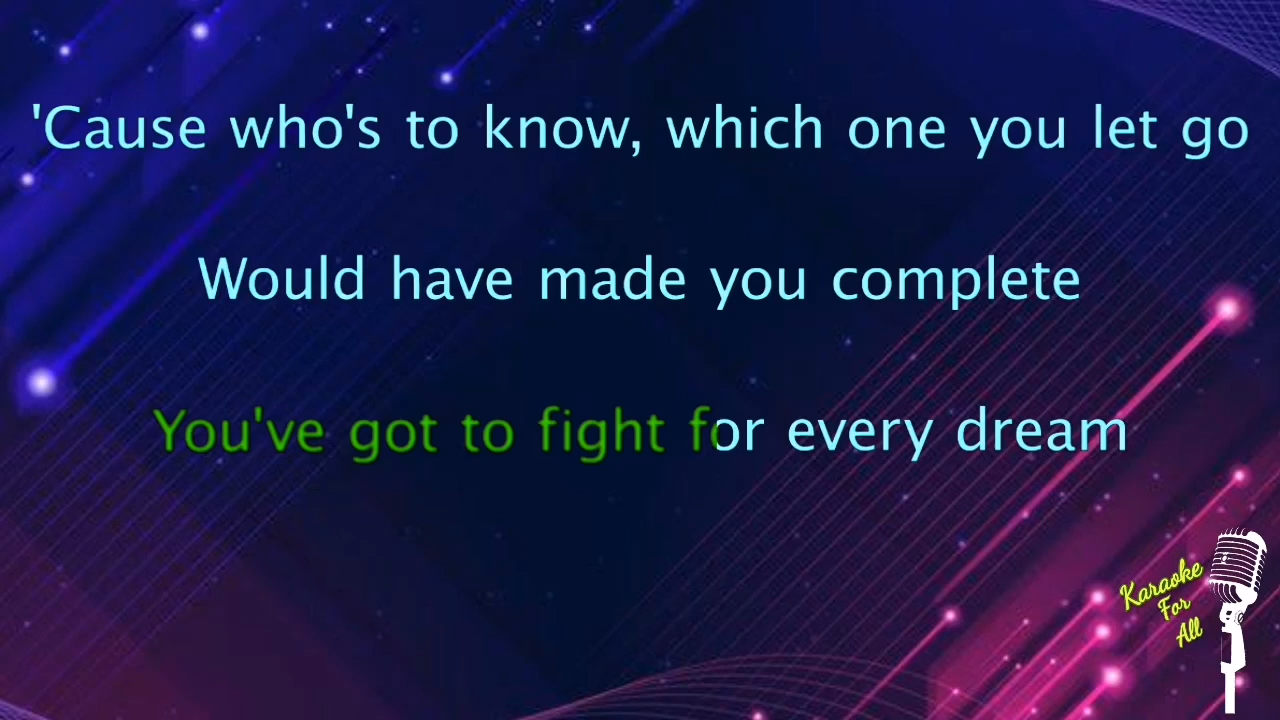 'Cause who's to know, which one you let go
Would have made you complete
You've got to fight for every dream
Karaoke
For
All